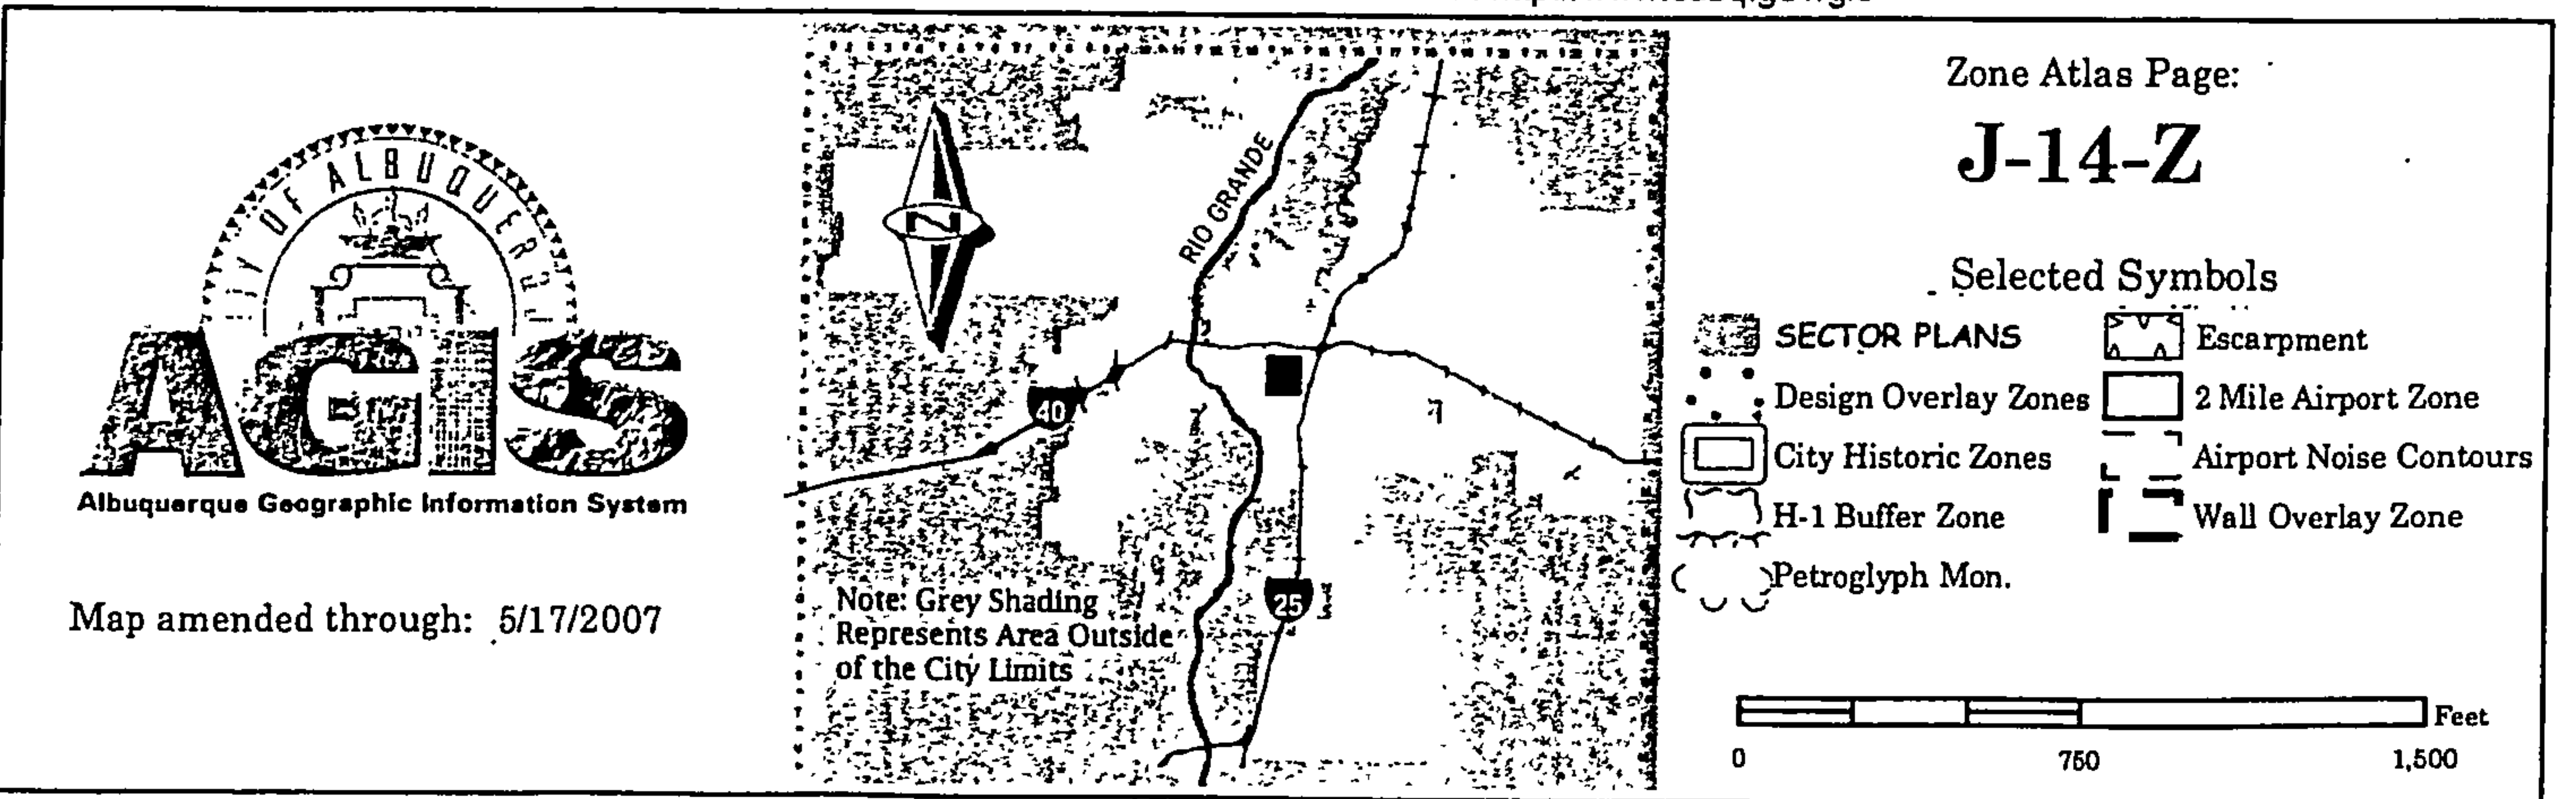 CITY OF ALBUQUERQUE
AGIS
Albuquerque Geographic Information System
Map amended through: 5/17/2007
N
RIO GRANDE
40
25
Note: Grey Shading
Represents Area Outside
of the City Limits
Zone Atlas Page:
J-14-Z
Selected Symbols
SECTOR PLANS
Escarpment
Design Overlay Zones
2 Mile Airport Zone
City Historic Zones
Airport Noise Contours
H-1 Buffer Zone
Wall Overlay Zone
Petroglyph Mon.
Feet
0 750 1,500